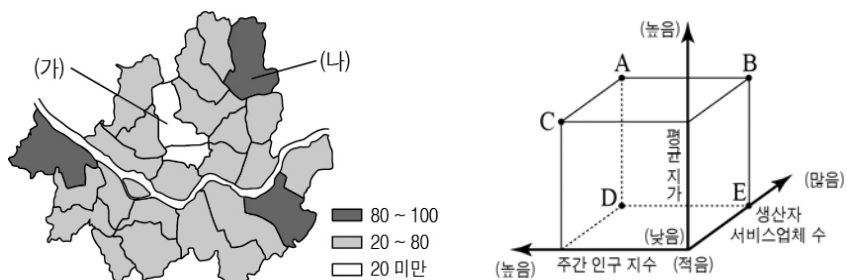 (가)
(나)
80 ~ 100
20 ~ 80
20 미만
(높음)
A
B
C
평균 지가
(많음)
D
E
(낮음)
생산자
서비스업체 수
(높음)
주간 인구 지수
(적음)